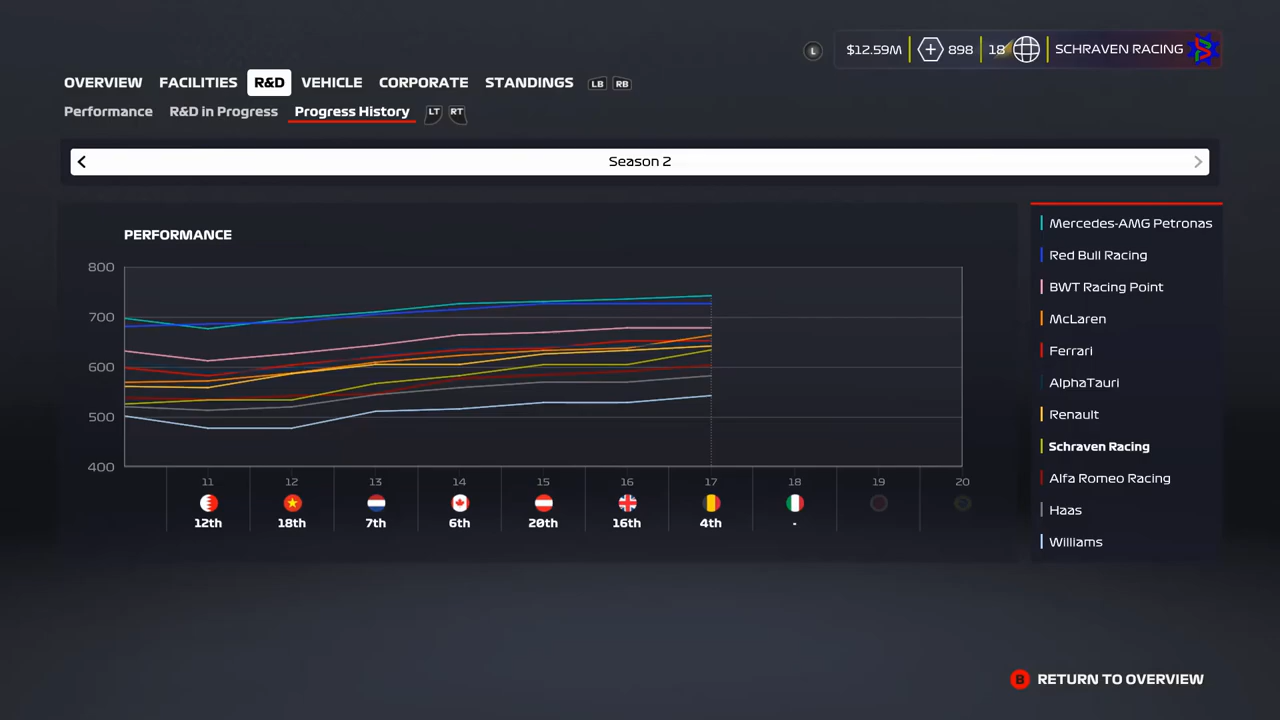 L $12.59M 898 18 SCHRAVEN RACING
OVERVIEW FACILITIES R&D VEHICLE CORPORATE STANDINGS LB RB
Performance R&D in Progress Progress History LT RT
Season 2
PERFORMANCE
800
700
600
500
400
11 12 13 14 15 16 17 18 19 20
12th 18th 7th 6th 20th 16th 4th -
Mercedes-AMG Petronas
Red Bull Racing
BWT Racing Point
McLaren
Ferrari
AlphaTauri
Renault
Schraven Racing
Alfa Romeo Racing
Haas
Williams
B RETURN TO OVERVIEW